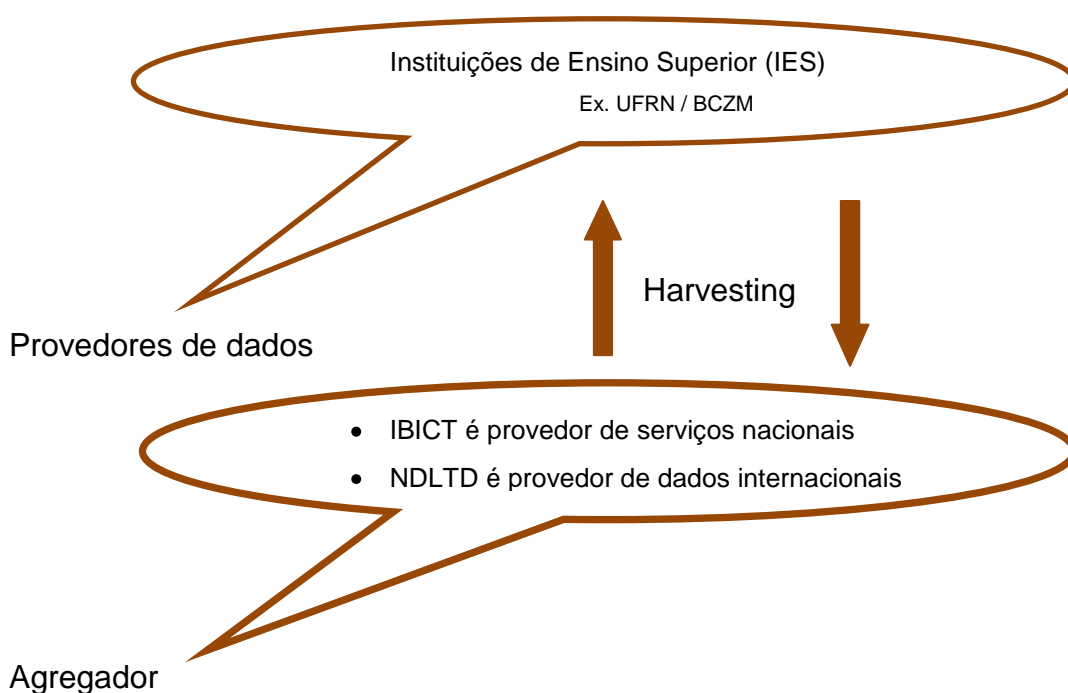 Instituições de Ensino Superior (IES)
Ex. UFRN / BCZM
Harvesting
Provedores de dados
• IBICT é provedor de serviços nacionais
• NDLTD é provedor de dados internacionais
Agregador